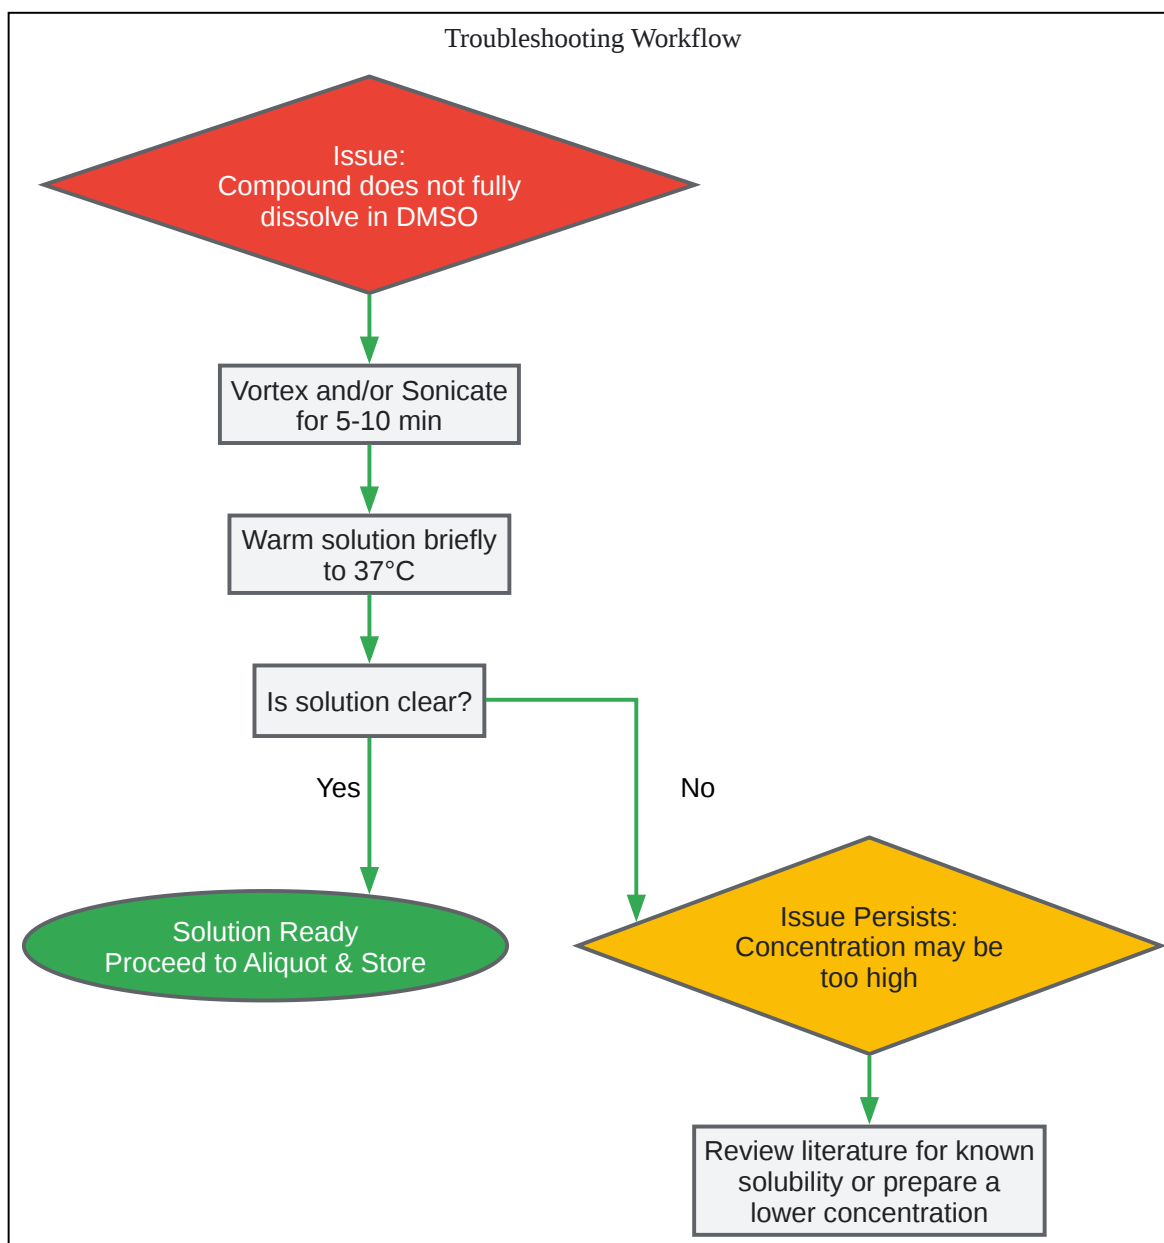 Troubleshooting Workflow
Issue:
Compound does not fully
dissolve in DMSO
Vortex and/or Sonicate
for 5-10 min
Warm solution briefly
to 37°C
Is solution clear?
Yes
No
Solution Ready
Proceed to Aliquot & Store
Issue Persists:
Concentration may be
too high
Review literature for known
solubility or prepare a
lower concentration